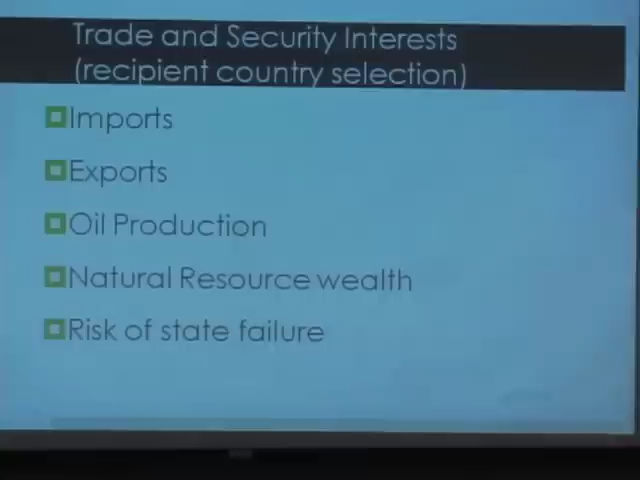 Trade and Security Interests
(recipient country selection)
Imports
Exports
Oil Production
Natural Resource wealth
Risk of state failure